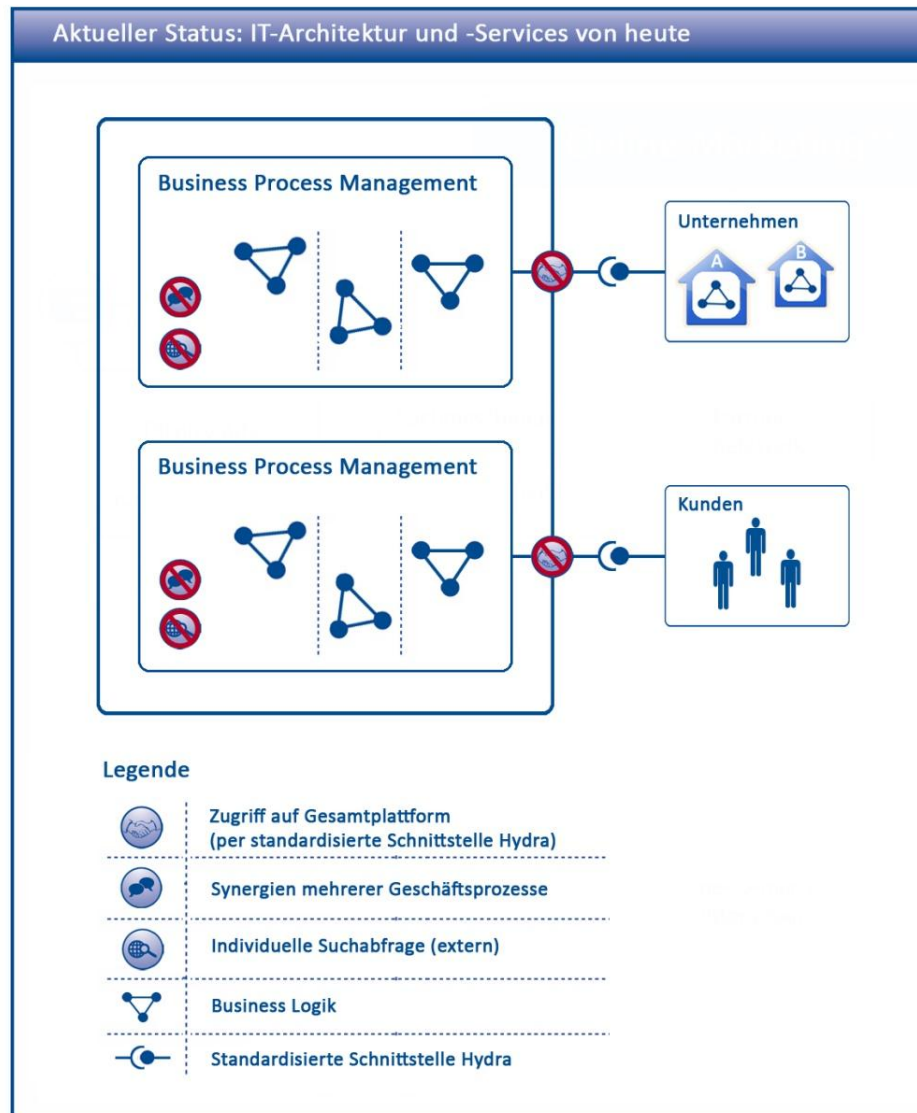 Aktueller Status: IT-Architektur und -Services von heute
Business Process Management
Unternehmen
A
B
Business Process Management
Kunden
Legende
Zugriff auf Gesamtplattform
(per standardisierte Schnittstelle Hydra)
Synergien mehrerer Geschäftsprozesse
Individuelle Suchabfrage (extern)
Business Logik
Standardisierte Schnittstelle Hydra